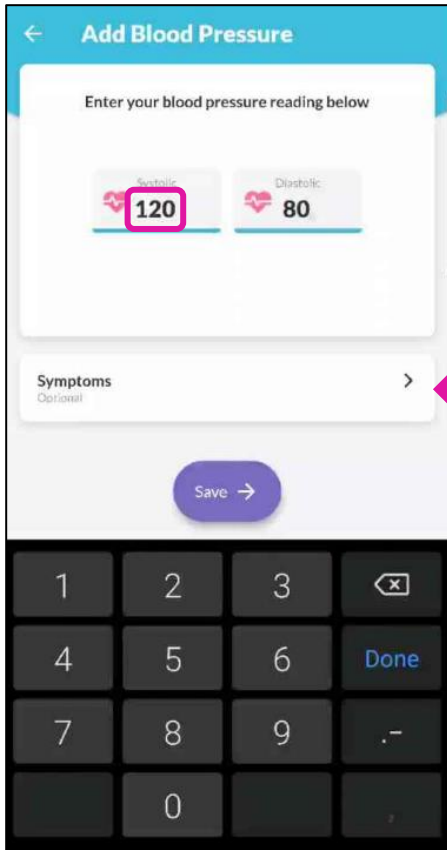 Add Blood Pressure
Enter your blood pressure reading below
Systolic Diastolic
120 80
Symptoms
Optional
Save
1 2 3
4 5 6 Done
7 8 9 .-
0 ,